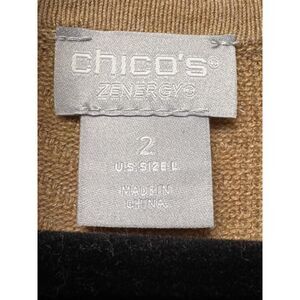 chico's®
ZENERGY®
2
U.S. SIZE L
MADE IN
CHINA